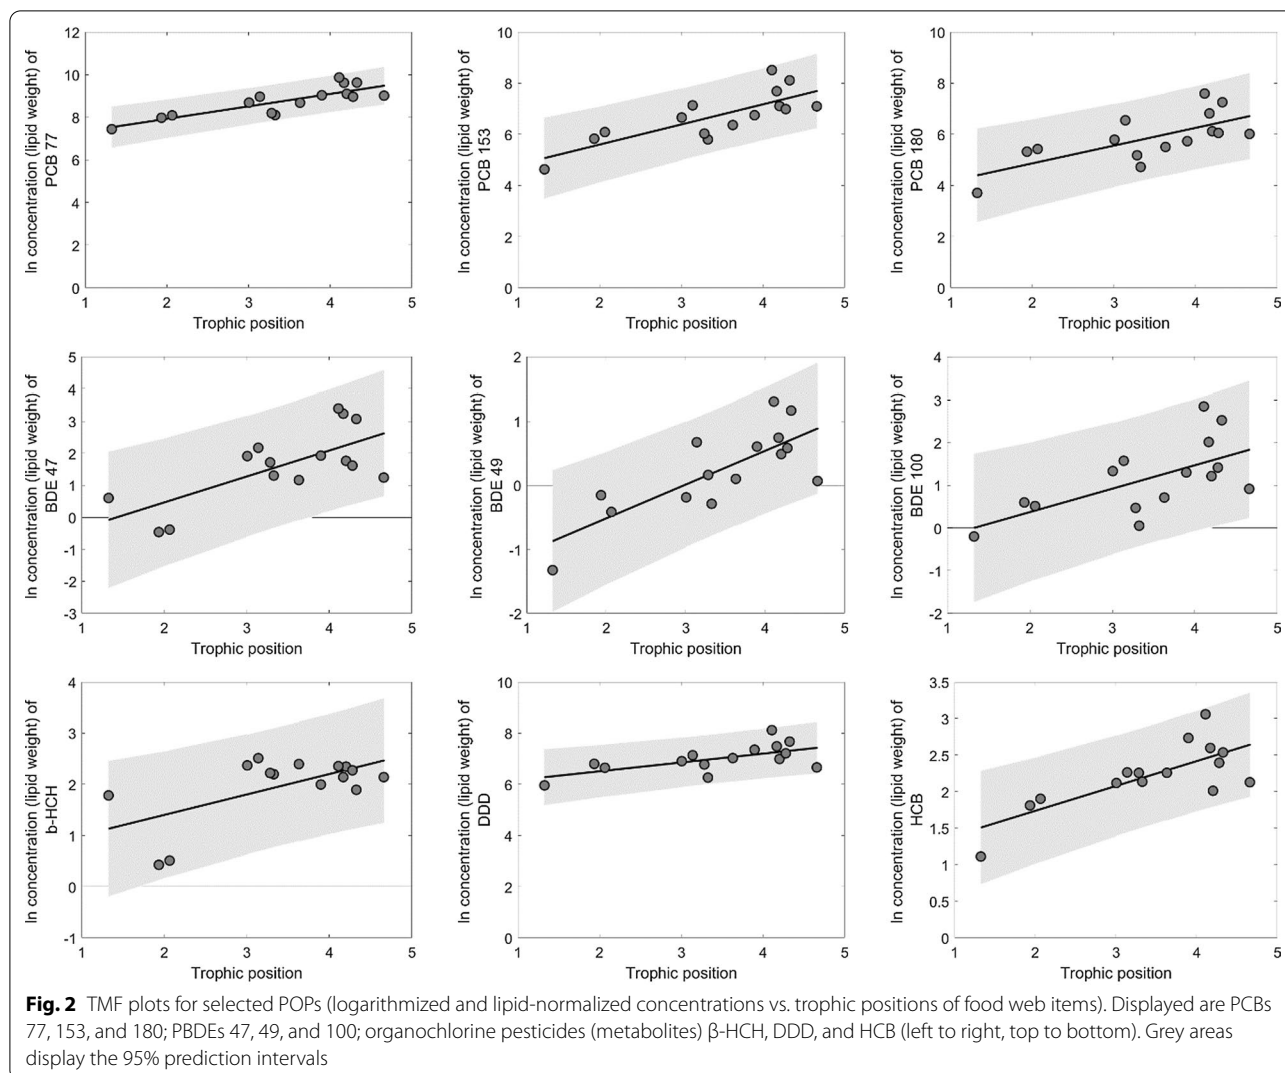 12
10
8
6
4
2
0
1 2 3 4 5
Trophic position
ln concentration (lipid weight) of
PCB 77
10
8
6
4
2
0
1 2 3 4 5
Trophic position
ln concentration (lipid weight) of
PCB 153
10
8
6
4
2
0
1 2 3 4 5
Trophic position
ln concentration (lipid weight) of
PCB 180
5
4
3
2
1
0
-1
-2
-3
1 2 3 4 5
Trophic position
ln concentration (lipid weight) of
BDE 47
2
1
0
-1
-2
1 2 3 4 5
Trophic position
ln concentration (lipid weight) of
BDE 49
4
3
2
1
0
-1
-2
1 2 3 4 5
Trophic position
ln concentration (lipid weight) of
BDE 100
4
3
2
1
0
-1
1 2 3 4 5
Trophic position
ln concentration (lipid weight) of
b-HCH
10
8
6
4
2
0
1 2 3 4 5
Trophic position
ln concentration (lipid weight) of
DDD
3.5
3
2.5
2
1.5
1
0.5
0
1 2 3 4 5
Trophic position
ln concentration (lipid weight) of
HCB
Fig. 2 TMF plots for selected POPs (logarithmized and lipid-normalized concentrations vs. trophic positions of food web items). Displayed are PCBs
77, 153, and 180; PBDEs 47, 49, and 100; organochlorine pesticides (metabolites) β-HCH, DDD, and HCB (left to right, top to bottom). Grey areas
display the 95% prediction intervals